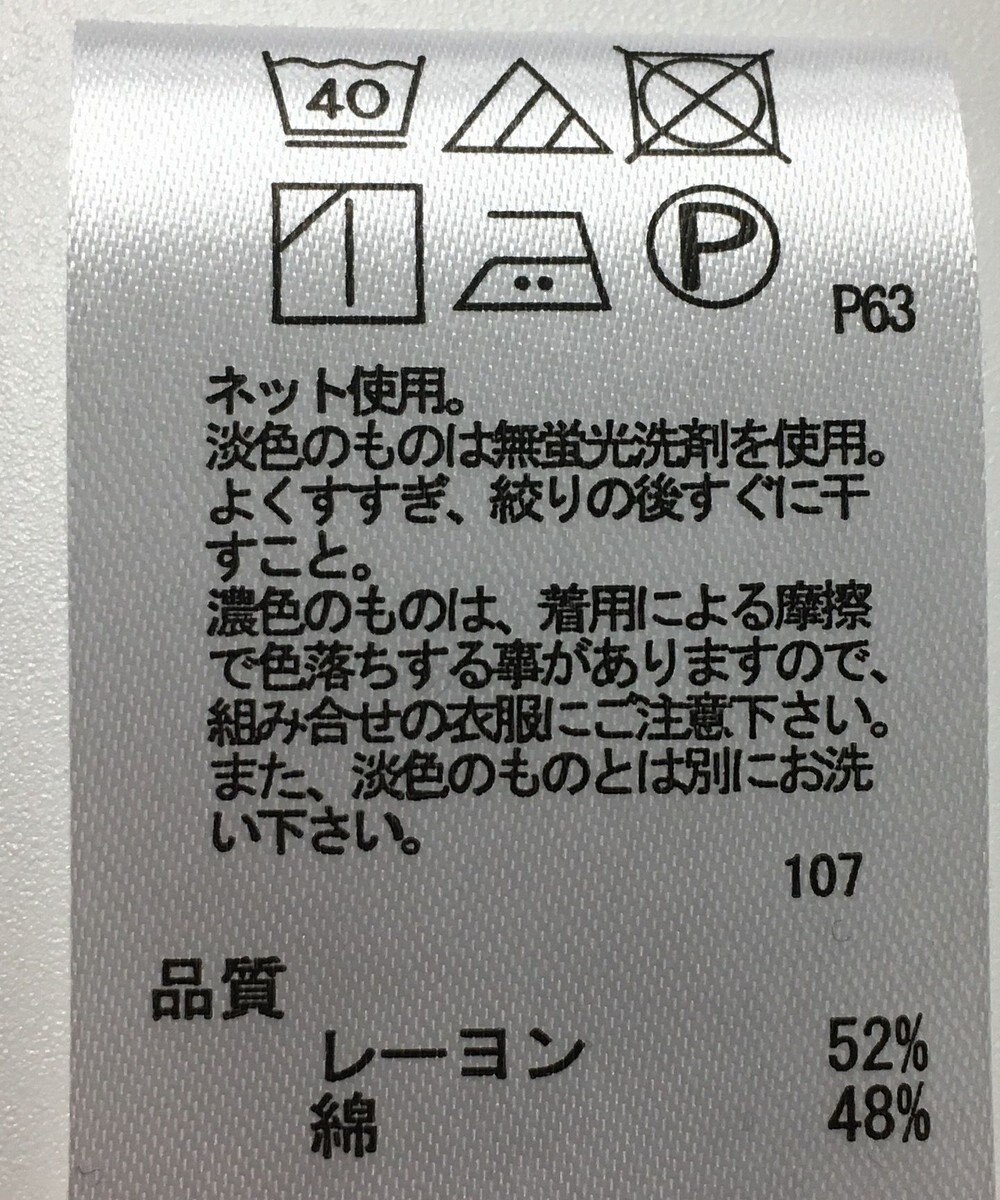 40
P
P63
ネット使用。
淡色のものは無蛍光洗剤を使用。
よくすすぎ、絞りの後すぐに干
すこと。
濃色のものは、着用による摩擦
で色落ちする事がありますので、
組み合せの衣服にご注意下さい。
また、淡色のものとは別にお洗
い下さい。
107
品質
レーヨン 52%
綿 48%